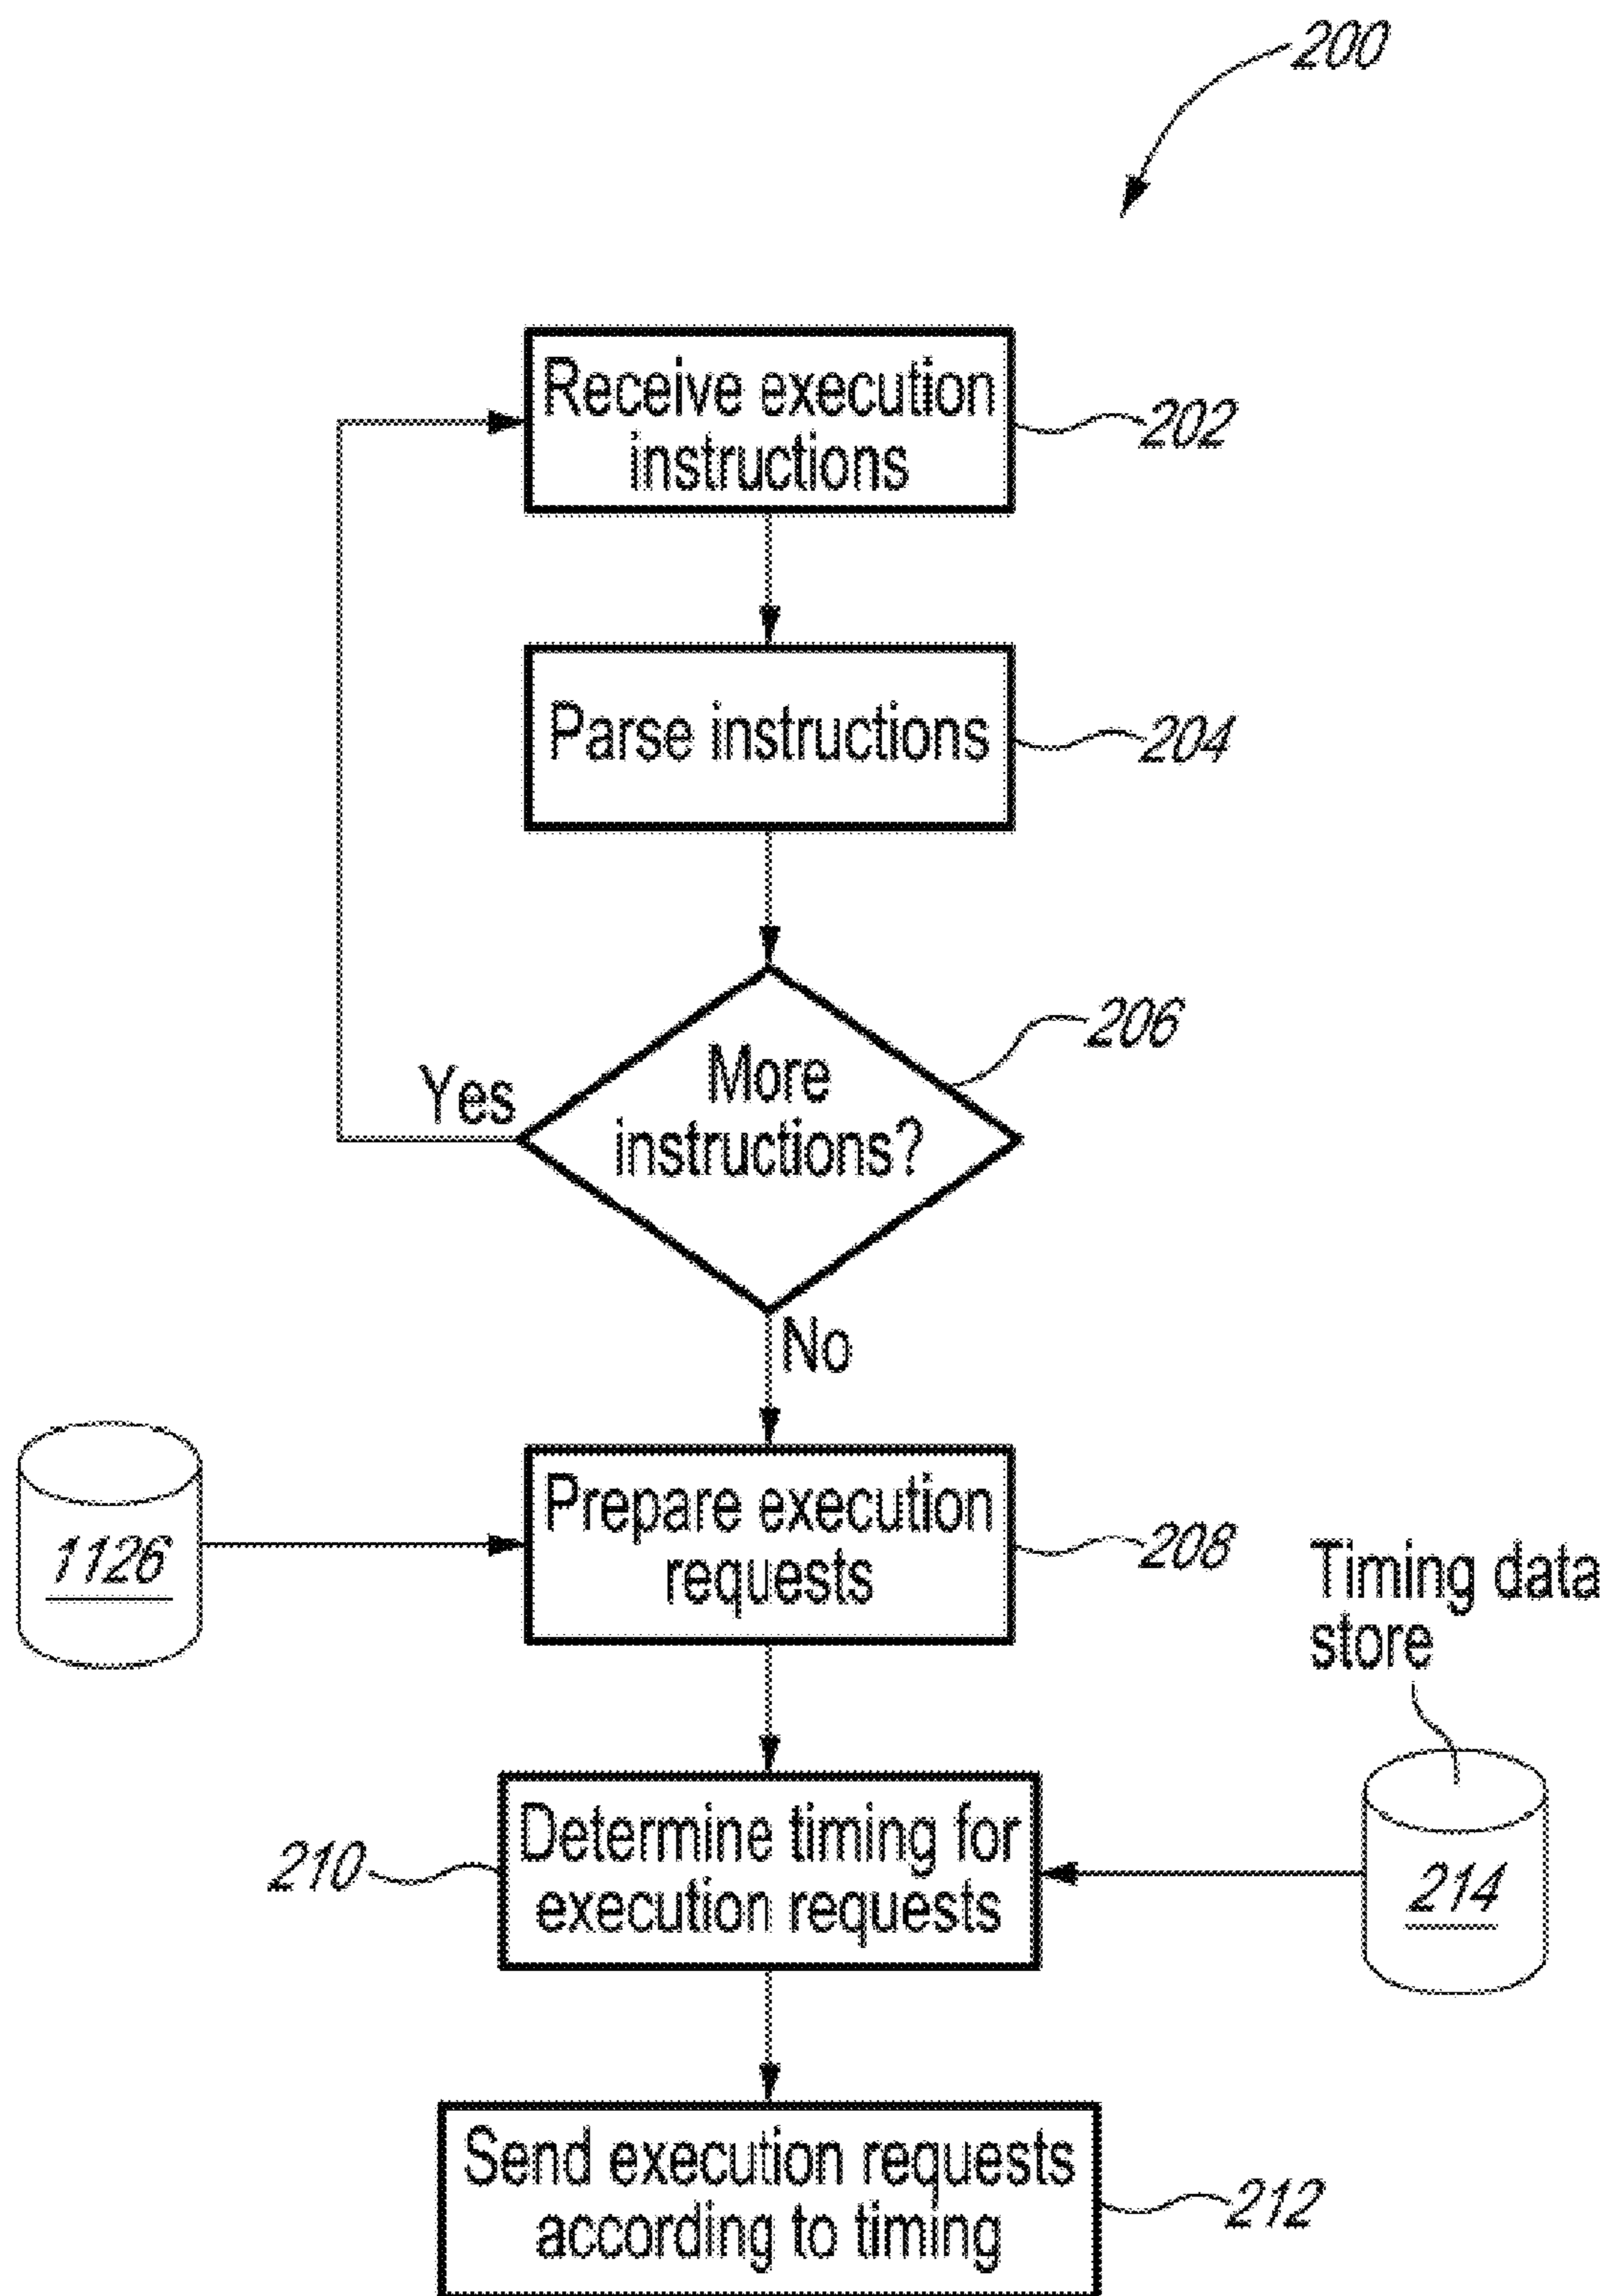 200
Receive execution
instructions
202
Parse instructions
204
206
More
instructions?
Yes
No
1126
Prepare execution
requests
208
Timing data
store
210
Determine timing for
execution requests
214
Send execution requests
according to timing
212